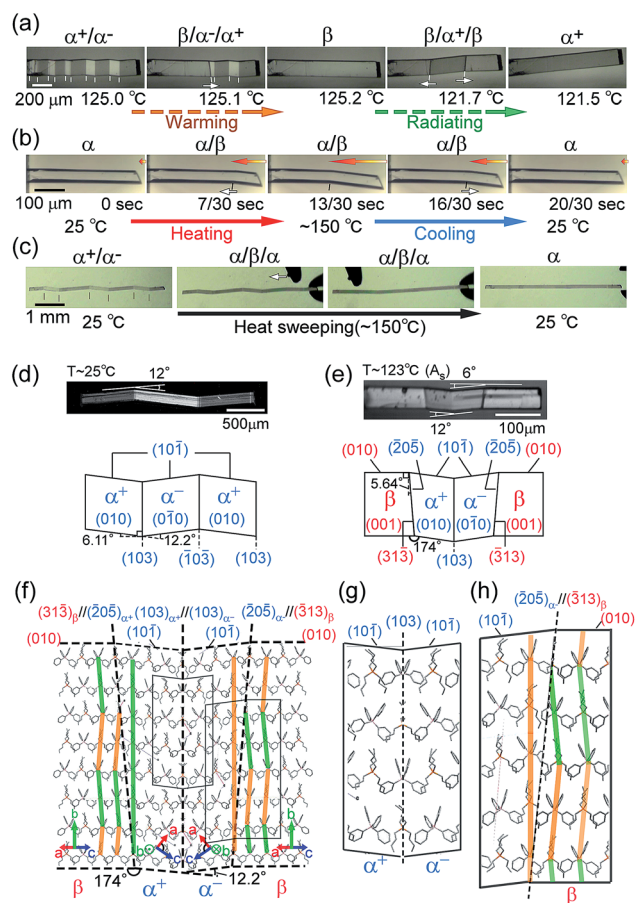 (a)
α⁺/α⁻ β/α⁻/α⁺ β β/α⁺/β α⁺
200 μm 125.0 ℃ 125.1 ℃ 125.2 ℃ 121.7 ℃ 121.5 ℃
Warming Radiating
(b)
α α/β α/β α/β α
100 μm 0 sec 7/30 sec 13/30 sec 16/30 sec 20/30 sec
25 ℃ Heating ~150 ℃ Cooling 25 ℃
(c)
α⁺/α⁻ α/β/α α/β/α α
1 mm
25 ℃ Heat sweeping(~150℃) 25 ℃
(d)
T~25℃ 12°
500μm
(101̄)
α⁺ α⁻ α⁺
(010) (01̄0) (010)
6.11° 12.2°
(103) (1̄03̄) (103)
(e)
T~123℃ (Aₛ) 6°
12° 100μm
(2̄05̄) (101̄) (2̄05̄)
(010) (010)
5.64°
β α⁺ α⁻ β
(001) (010) (01̄0) (001)
(313̄) 174° (103) (3̄13)
(f)
(313̄)β//(2̄05̄)α+ (103)α+//(103)α- (2̄05̄)α-//(3̄13)β
(010) (101̄) (101̄) (010)
b a a b
a c b c c b a c
β 174° α⁺ α⁻ 12.2° β
(g)
(103)
(101̄) (101̄)
α⁺ α⁻
(h)
(2̄05̄)α-//(3̄13)β
(101̄) (010)
β